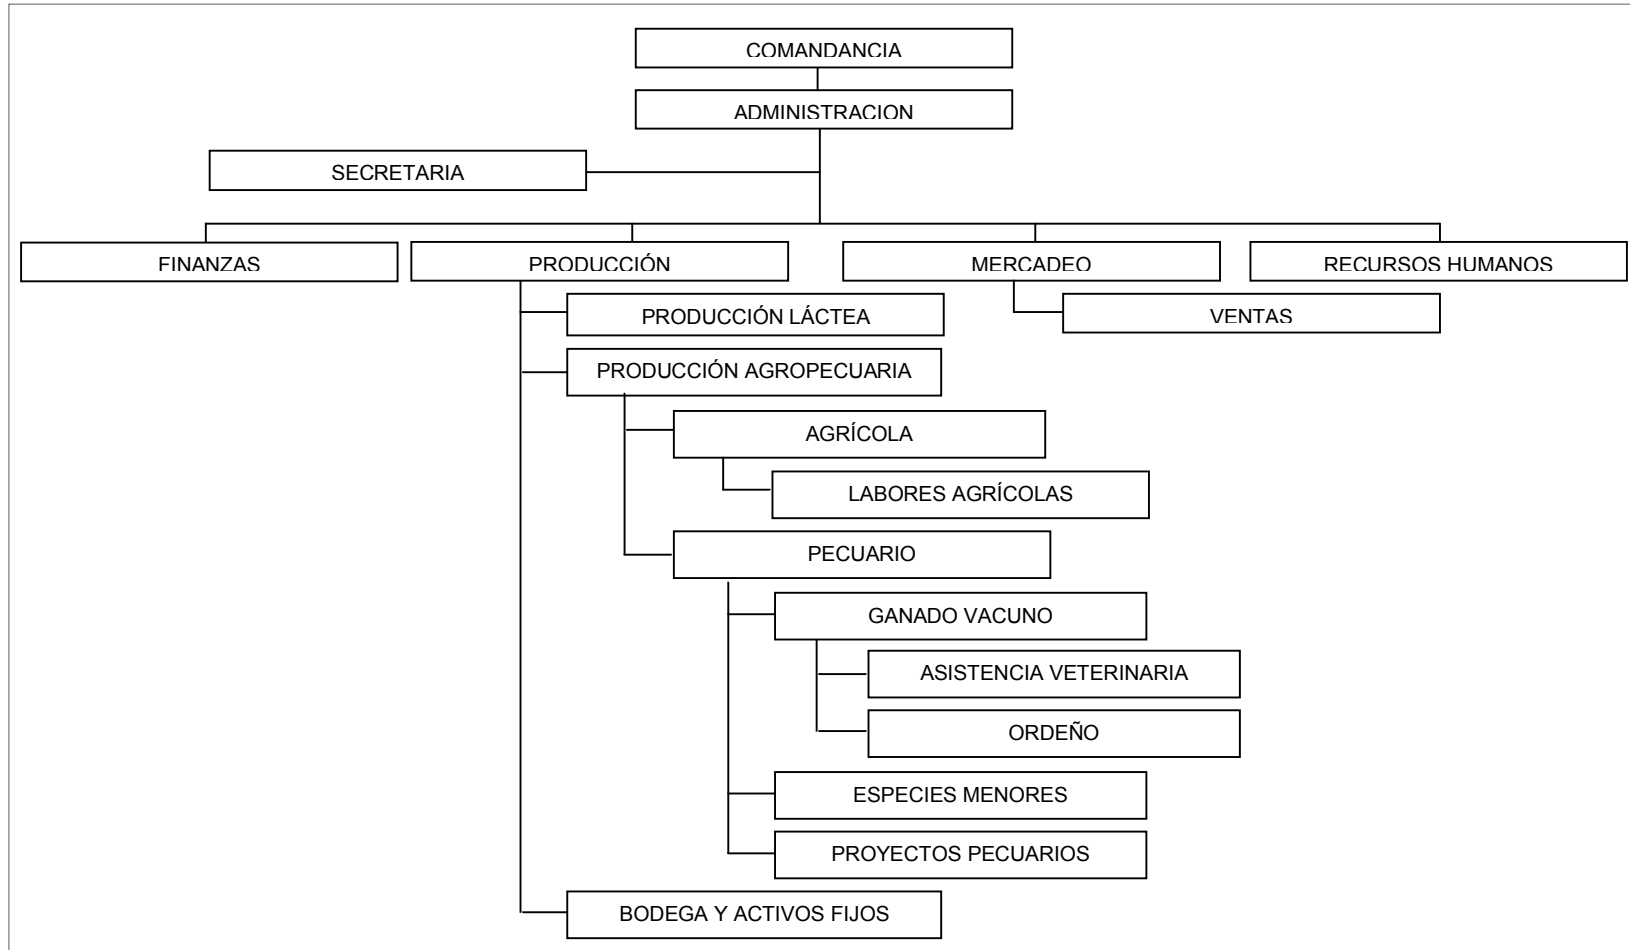 COMANDANCIA
ADMINISTRACION
SECRETARIA
FINANZAS
PRODUCCIÓN
MERCADEO
RECURSOS HUMANOS
PRODUCCIÓN LÁCTEA
VENTAS
PRODUCCIÓN AGROPECUARIA
AGRÍCOLA
LABORES AGRÍCOLAS
PECUARIO
GANADO VACUNO
ASISTENCIA VETERINARIA
ORDEÑO
ESPECIES MENORES
PROYECTOS PECUARIOS
BODEGA Y ACTIVOS FIJOS